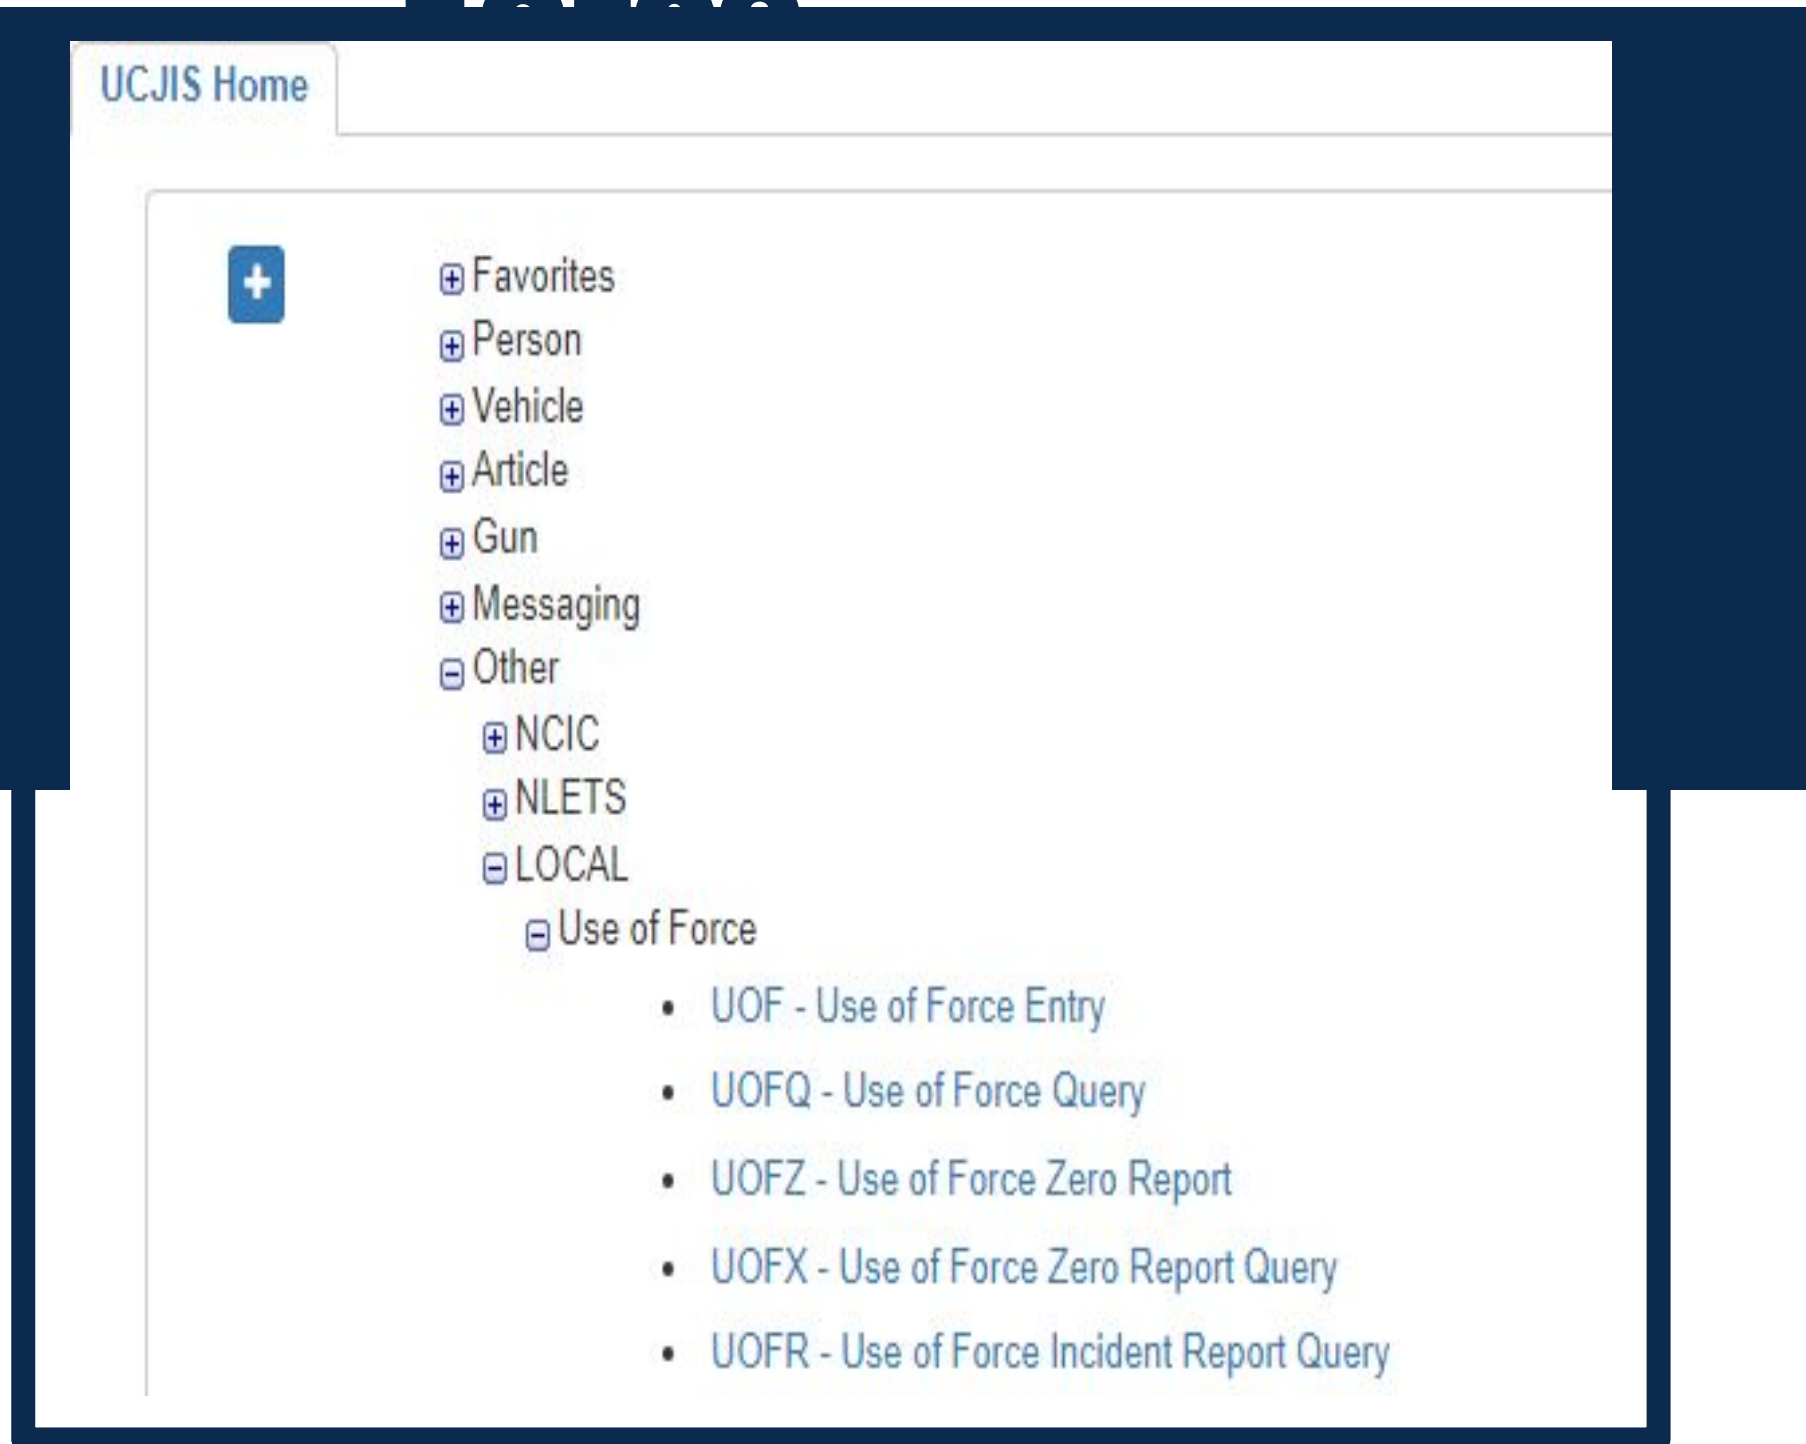 UCJIS Home
Favorites
Person
Vehicle
Article
Gun
Messaging
Other
NCIC
NLETS
LOCAL
Use of Force
• UOF - Use of Force Entry
• UOFQ - Use of Force Query
• UOFZ - Use of Force Zero Report
• UOFX - Use of Force Zero Report Query
• UOFR - Use of Force Incident Report Query